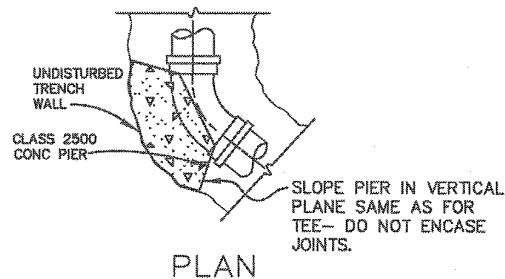 UNDISTURBED
TRENCH
WALL
CLASS 2500
CONC PIER
SLOPE PIER IN VERTICAL
PLANE SAME AS FOR
TEE- DO NOT ENCASE
JOINTS.
PLAN